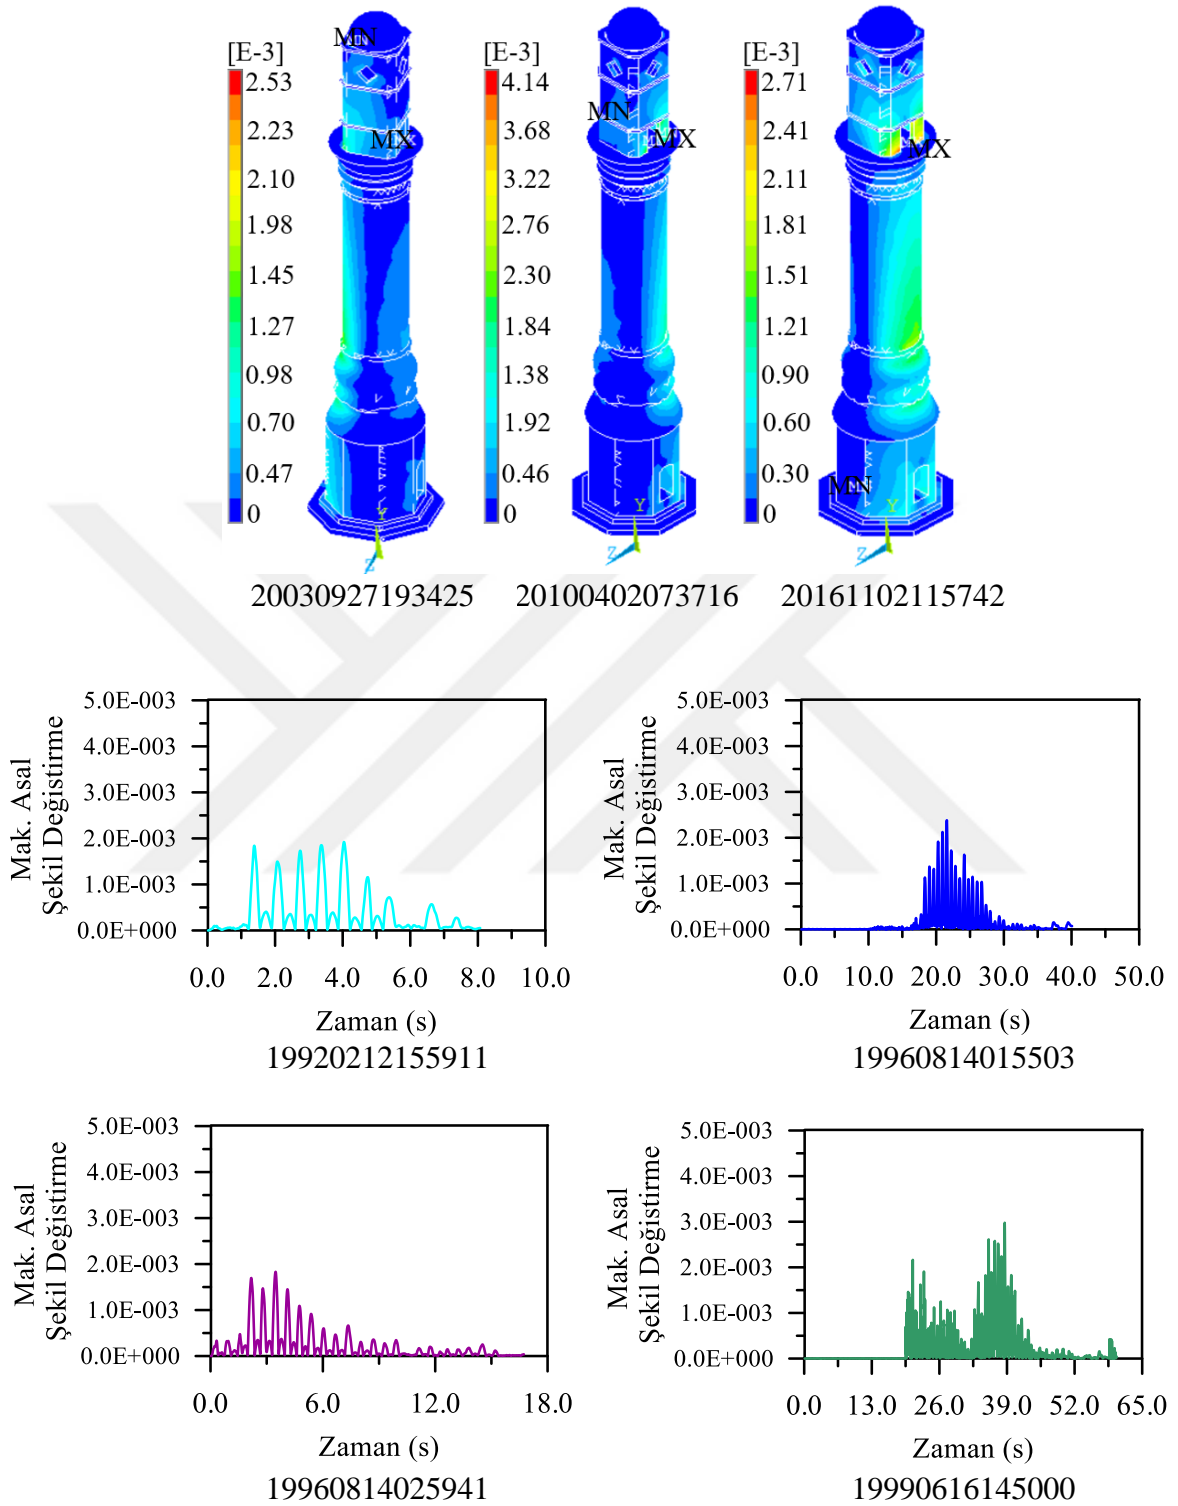 [E-3]
2.53
2.23
2.10
1.98
1.45
1.27
0.98
0.70
0.47
0
MN
MX
Y
Z
20030927193425
[E-3]
4.14
3.68
3.22
2.76
2.30
1.84
1.38
1.92
0.46
0
MN
MX
Y
Z
20100402073716
[E-3]
2.71
2.41
2.11
1.81
1.51
1.21
0.90
0.60
0.30
0
MX
MN
Y
Z
20161102115742
Mak. Asal
Şekil Değistirme
5.0E-003
4.0E-003
3.0E-003
2.0E-003
1.0E-003
0.0E+000
0.0 2.0 4.0 6.0 8.0 10.0
Zaman (s)
19920212155911
Mak. Asal
Şekil Değistirme
5.0E-003
4.0E-003
3.0E-003
2.0E-003
1.0E-003
0.0E+000
0.0 10.0 20.0 30.0 40.0 50.0
Zaman (s)
19960814015503
Mak. Asal
Şekil Değistirme
5.0E-003
4.0E-003
3.0E-003
2.0E-003
1.0E-003
0.0E+000
0.0 6.0 12.0 18.0
Zaman (s)
19960814025941
Mak. Asal
Şekil Değistirme
5.0E-003
4.0E-003
3.0E-003
2.0E-003
1.0E-003
0.0E+000
0.0 13.0 26.0 39.0 52.0 65.0
Zaman (s)
19990616145000